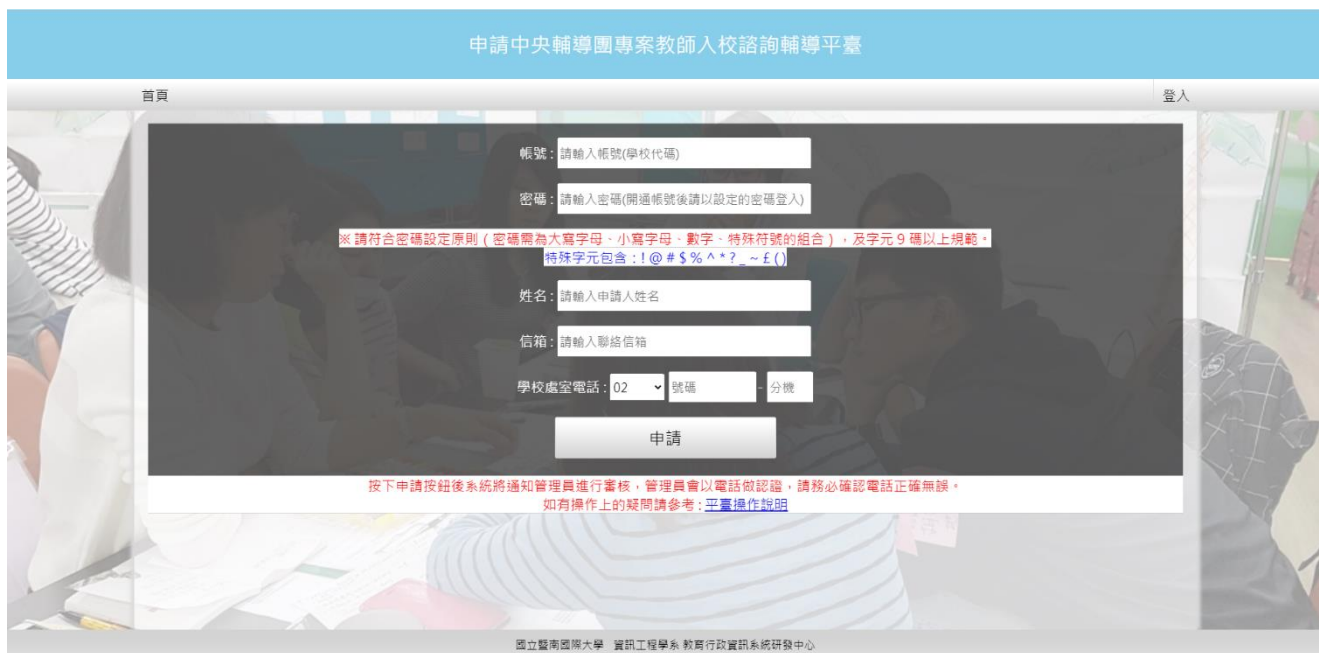 申請中央輔導團專案教師入校諮詢輔導平臺
首頁
登入
帳號: 請輸入帳號(學校代碼)
密碼: 請輸入密碼(開通帳號後請以設定的密碼登入)
※ 請符合密碼設定原則 ( 密碼需為大寫字母、小寫字母、數字、特殊符號的組合 ) , 及字元 9 碼以上規範。
特殊字元包含 : ! @ # $ % ^ * ? _ ~ £ ( )
姓名: 請輸入申請人姓名
信箱: 請輸入聯絡信箱
學校處室電話: 02 號碼 - 分機
申請
按下申請按鈕後系統將通知管理員進行審核,管理員會以電話做認證,請務必確認電話正確無誤。
如有操作上的疑問請參考: 平臺操作說明
國立暨南國際大學 資訊工程學系 教育行政資訊系統研發中心